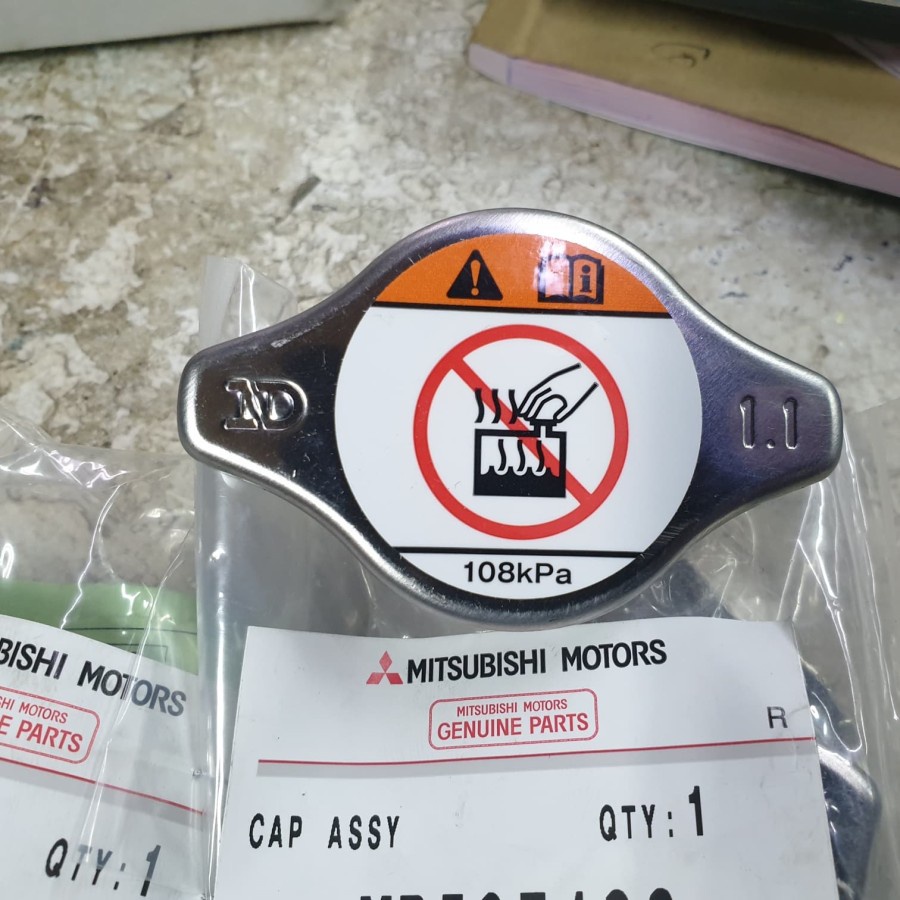 ND
1.1
108kPa
MITSUBISHI MOTORS
MITSUBISHI MOTORS
GENUINE PARTS
R
CAP ASSY
QTY: 1
BISHI MOTORS
SHI MOTORS
E PARTS
QTY: 1